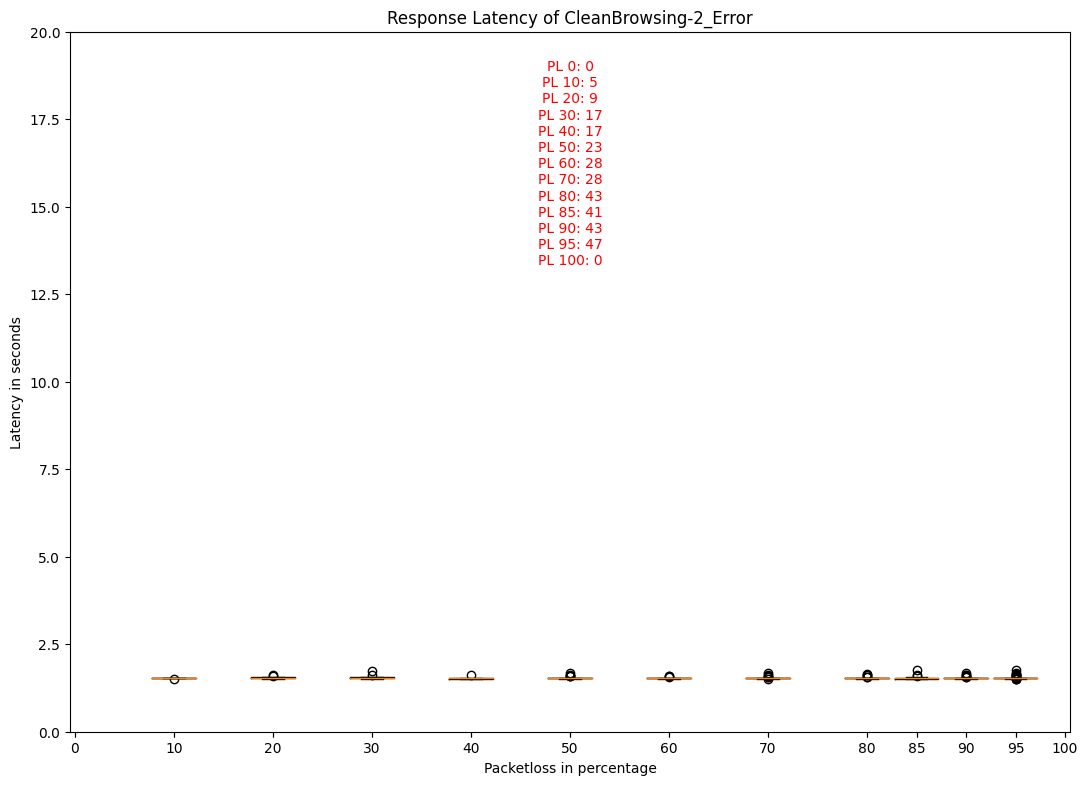 Response Latency of CleanBrowsing-2_Error
20.0
17.5
15.0
12.5
10.0
7.5
5.0
2.5
0.0
Latency in seconds
PL 0: 0
PL 10: 5
PL 20: 9
PL 30: 17
PL 40: 17
PL 50: 23
PL 60: 28
PL 70: 28
PL 80: 43
PL 85: 41
PL 90: 43
PL 95: 47
PL 100: 0
0 10 20 30 40 50 60 70 80 85 90 95 100
Packetloss in percentage